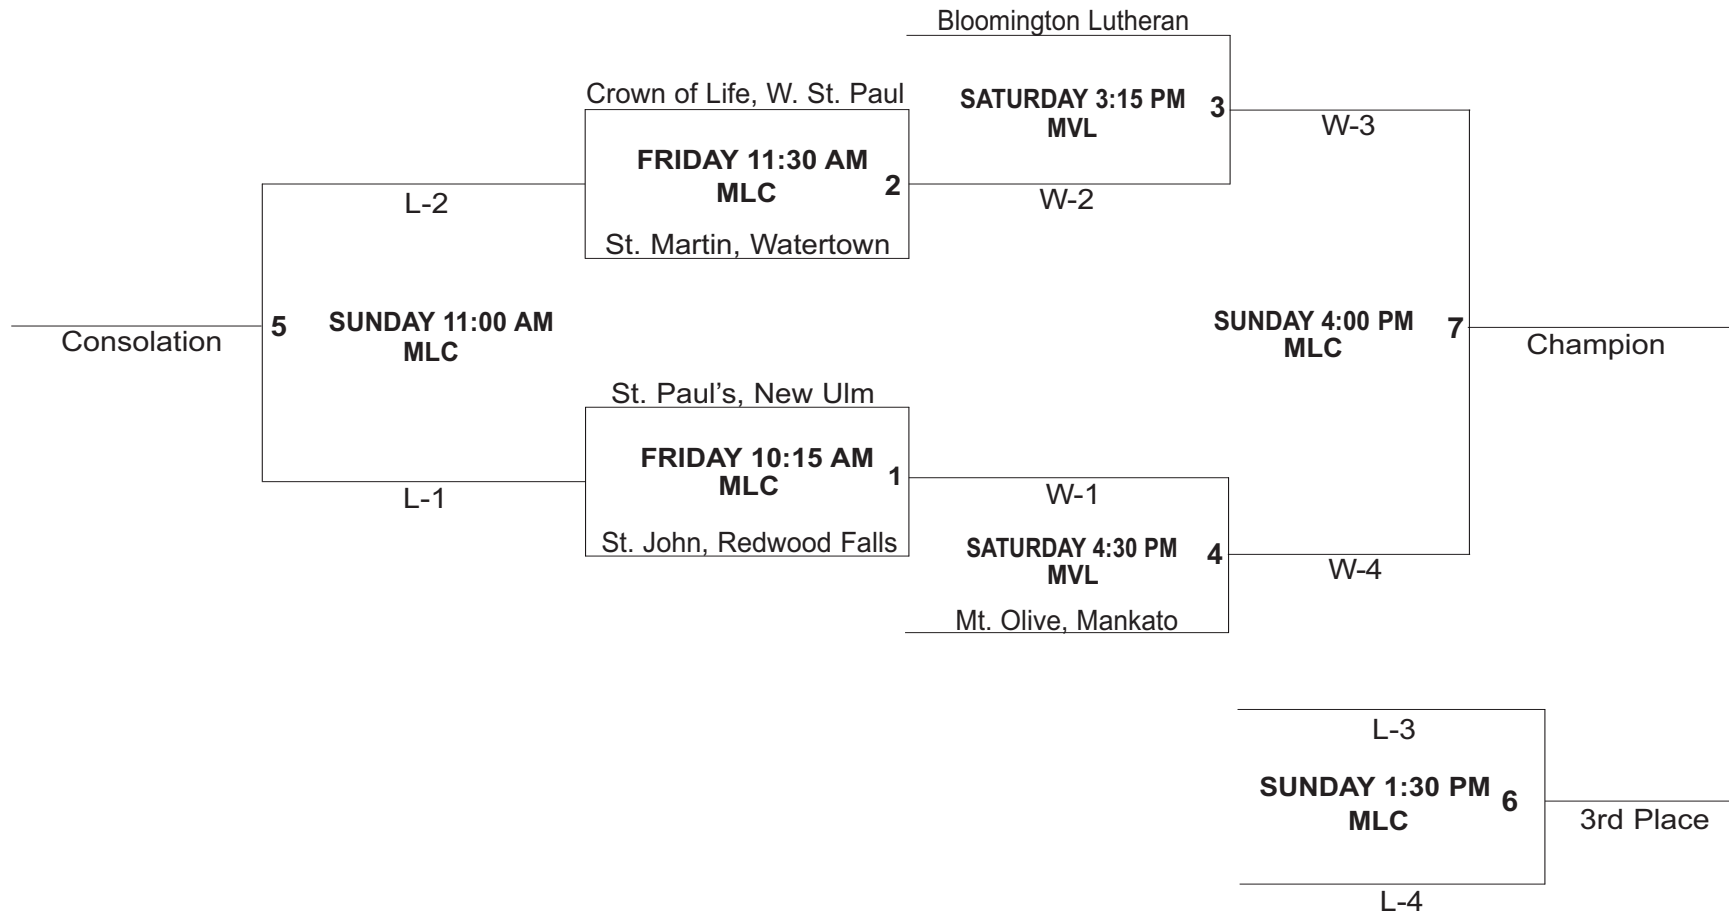 Bloomington Lutheran
Crown of Life, W. St. Paul
SATURDAY 3:15 PM
MVL
3
W-3
FRIDAY 11:30 AM
MLC
2
L-2
W-2
St. Martin, Watertown
Consolation
5
SUNDAY 11:00 AM
MLC
SUNDAY 4:00 PM
MLC
7
Champion
St. Paul’s, New Ulm
FRIDAY 10:15 AM
MLC
1
L-1
W-1
St. John, Redwood Falls
SATURDAY 4:30 PM
MVL
4
W-4
Mt. Olive, Mankato
L-3
SUNDAY 1:30 PM
MLC
6
3rd Place
L-4